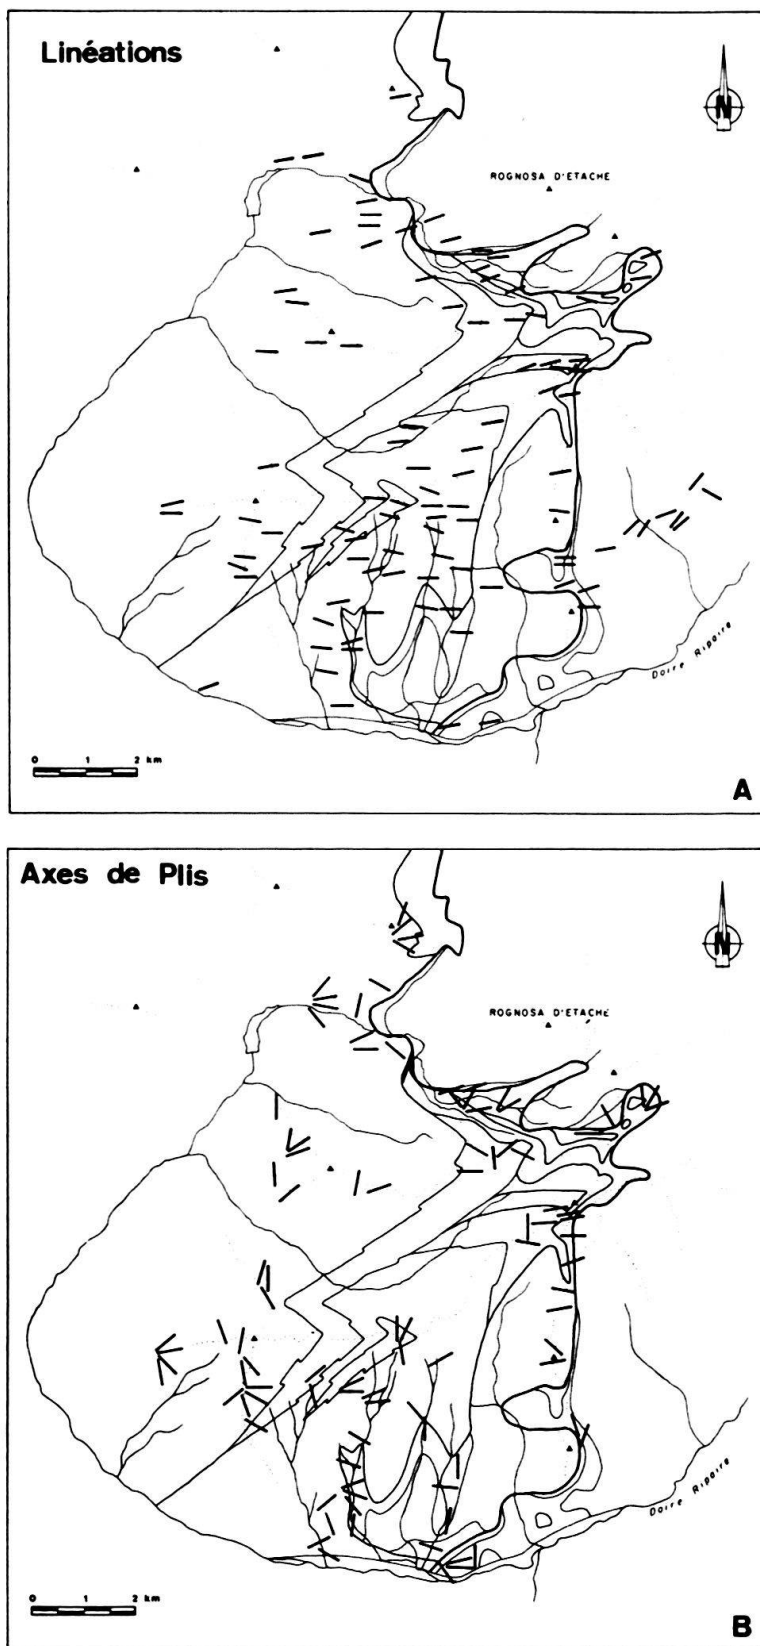 Linéations
N
ROGNOSA D'ETACHE
Doire Ripaire
0 1 2 km
A
Axes de Plis
N
ROGNOSA D'ETACHE
Doire Ripaire
0 1 2 km
B